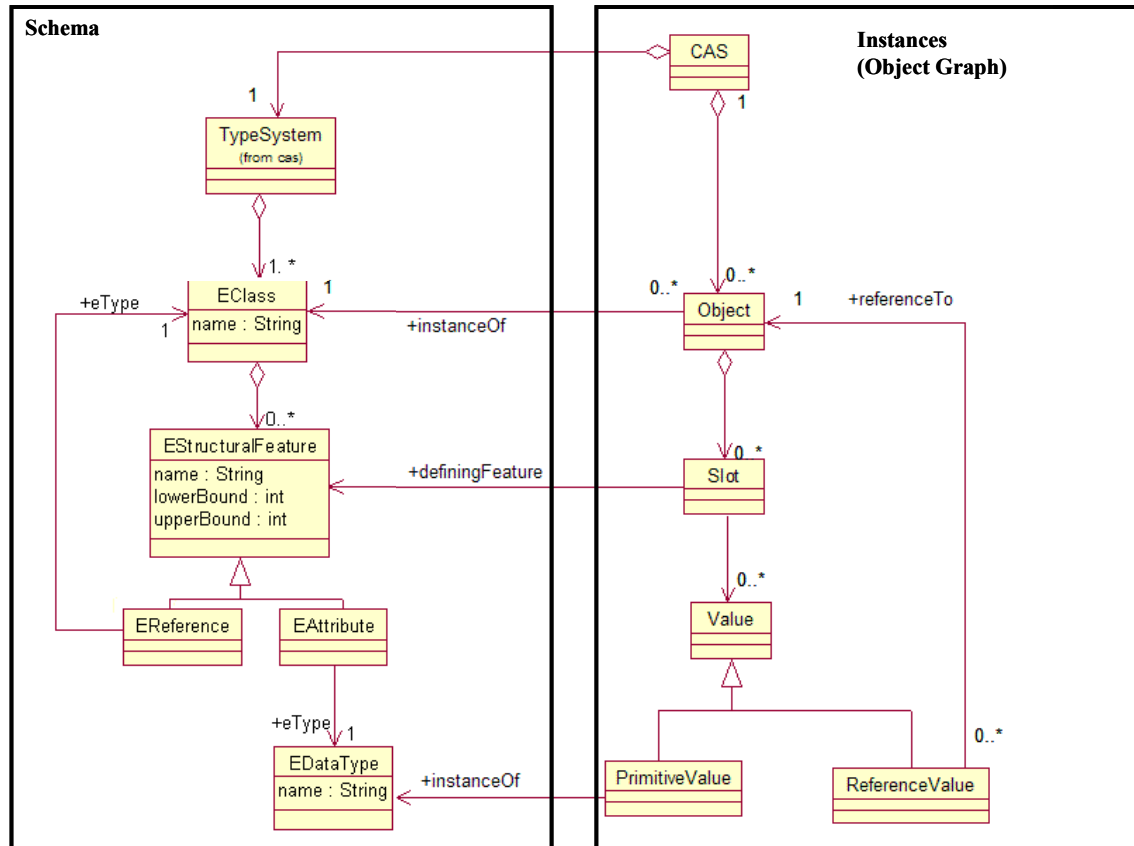 Schema
Instances
(Object Graph)
CAS
1
1
TypeSystem
(from cas)
1. *
0..*
0..*
+eType
1
EClass
name : String
1
+instanceOf
Object
1
+referenceTo
0..*
EStructuralFeature
name : String
lowerBound : int
upperBound : int
+definingFeature
0..*
Slot
0..*
EReference
EAttribute
Value
+eType
1
0..*
EDataType
name : String
+instanceOf
PrimitiveValue
ReferenceValue